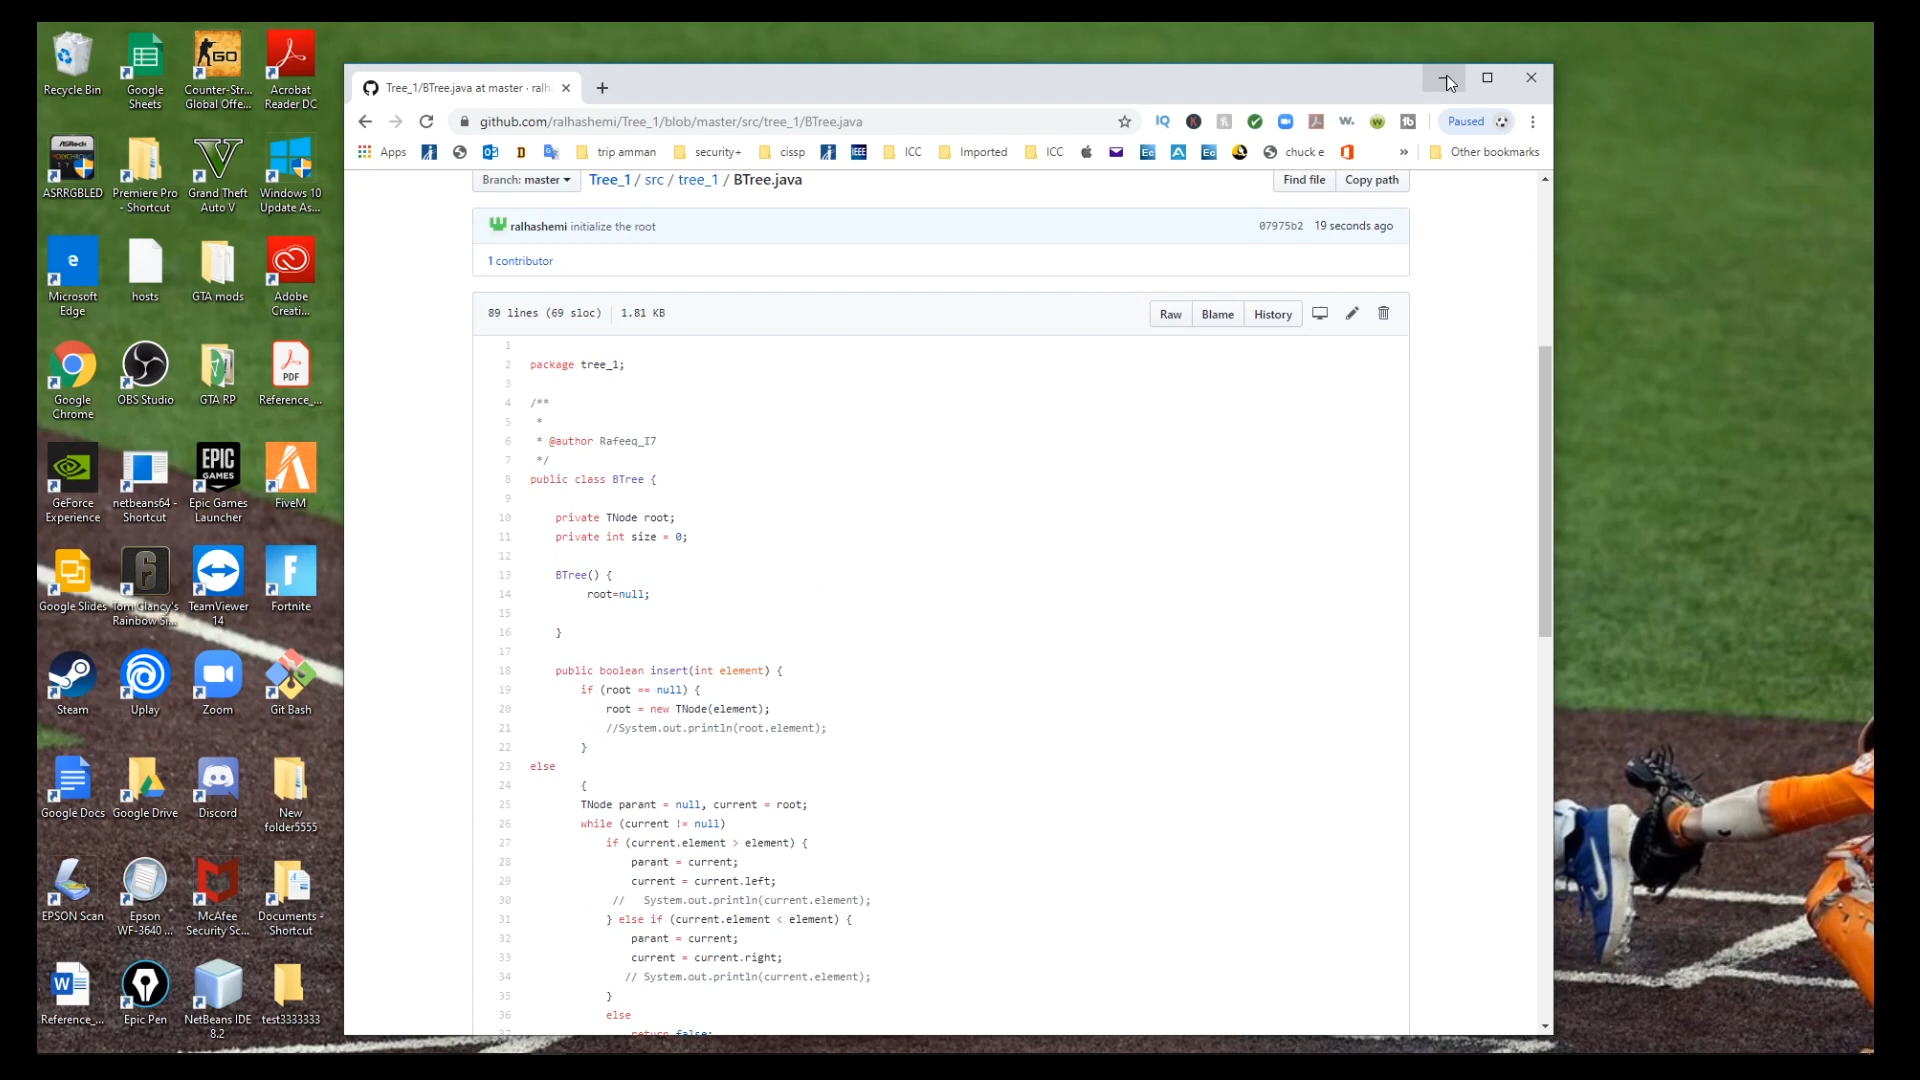 Recycle Bin
Google Sheets
Counter-Str... Global Offe...
Acrobat Reader DC
ASRRGBLED
Premiere Pro - Shortcut
Grand Theft Auto V
Windows 10 Update As...
Microsoft Edge
hosts
GTA mods
Adobe Creati...
Google Chrome
OBS Studio
GTA RP
Reference_...
GeForce Experience
netbeans64 - Shortcut
Epic Games Launcher
FiveM
Google Slides
Tom Clancy's Rainbow Si...
TeamViewer 14
Fortnite
Steam
Uplay
Zoom
Git Bash
Google Docs
Google Drive
Discord
New folder5555
EPSON Scan
Epson WF-3640 ...
McAfee Security Sc...
Documents - Shortcut
Reference_...
Epic Pen
NetBeans IDE 8.2
test3333333
Tree_1/BTree.java at master · ralh
github.com/ralhashemi/Tree_1/blob/master/src/tree_1/BTree.java
Paused
Apps
trip amman
security+
cissp
ICC
Imported
ICC
chuck e
»
Other bookmarks
Branch: master
Tree_1 / src / tree_1 / BTree.java
Find file
Copy path
ralhashemi initialize the root
07975b2 19 seconds ago
1 contributor
89 lines (69 sloc) 1.81 KB
Raw
Blame
History
1
2 package tree_1;
3
4 /**
5 *
6 * @author Rafeeq_I7
7 */
8 public class BTree {
9
10 private TNode root;
11 private int size = 0;
12
13 BTree() {
14 root=null;
15
16 }
17
18 public boolean insert(int element) {
19 if (root == null) {
20 root = new TNode(element);
21 //System.out.println(root.element);
22 }
23 else
24 {
25 TNode parant = null, current = root;
26 while (current != null)
27 if (current.element > element) {
28 parant = current;
29 current = current.left;
30 // System.out.println(current.element);
31 } else if (current.element < element) {
32 parant = current;
33 current = current.right;
34 // System.out.println(current.element);
35 }
36 else
37 return false;